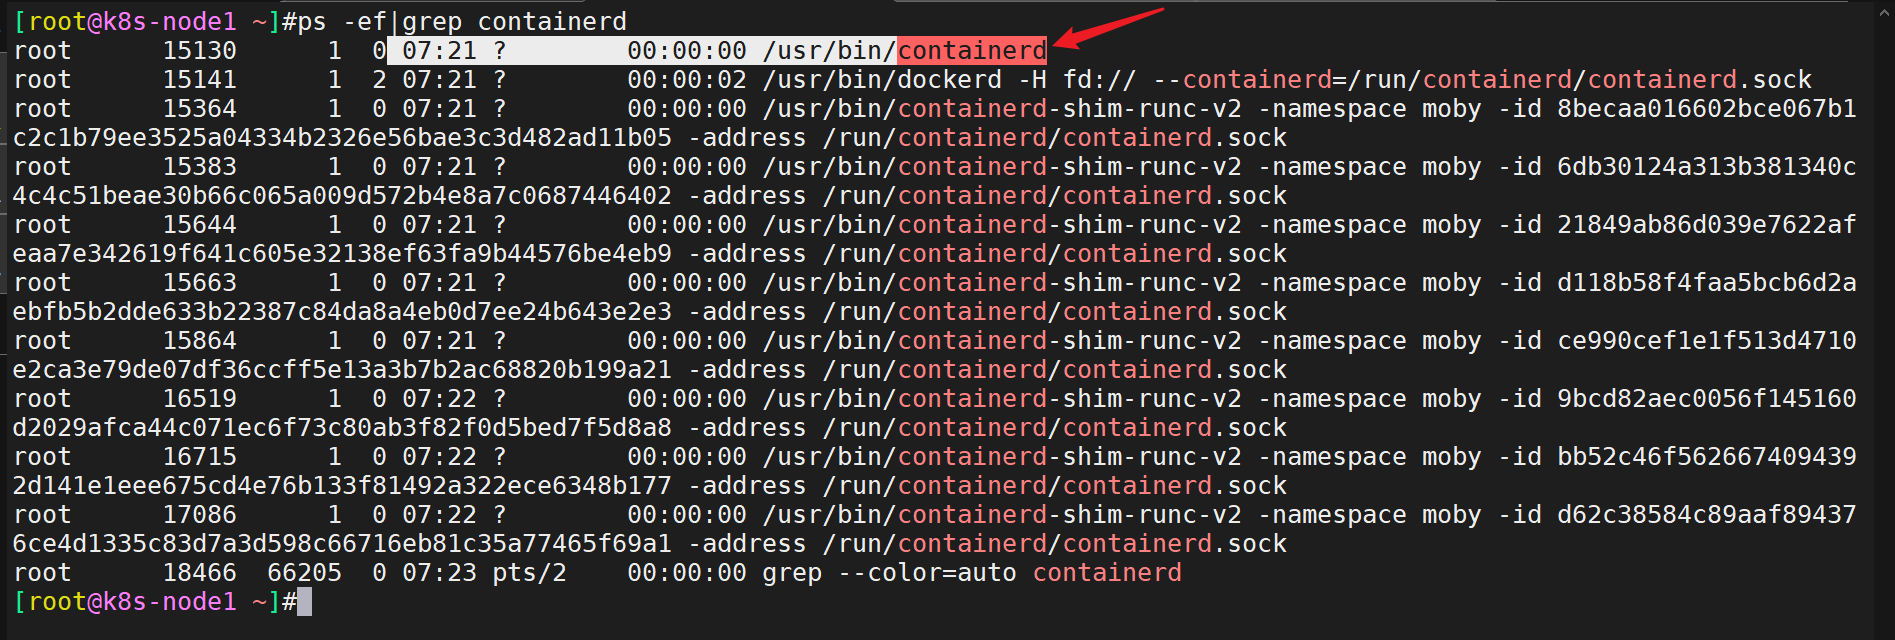 [root@k8s-node1 ~]#ps -ef|grep containerd
root      15130      1  0 07:21 ?        00:00:00 /usr/bin/containerd
root      15141      1  2 07:21 ?        00:00:02 /usr/bin/dockerd -H fd:// --containerd=/run/containerd/containerd.sock
root      15364      1  0 07:21 ?        00:00:00 /usr/bin/containerd-shim-runc-v2 -namespace moby -id 8becaa016602bce067b1
c2c1b79ee3525a04334b2326e56bae3c3d482ad11b05 -address /run/containerd/containerd.sock
root      15383      1  0 07:21 ?        00:00:00 /usr/bin/containerd-shim-runc-v2 -namespace moby -id 6db30124a313b381340c
4c4c51beae30b66c065a009d572b4e8a7c0687446402 -address /run/containerd/containerd.sock
root      15644      1  0 07:21 ?        00:00:00 /usr/bin/containerd-shim-runc-v2 -namespace moby -id 21849ab86d039e7622af
eaa7e342619f641c605e32138ef63fa9b44576be4eb9 -address /run/containerd/containerd.sock
root      15663      1  0 07:21 ?        00:00:00 /usr/bin/containerd-shim-runc-v2 -namespace moby -id d118b58f4faa5bcb6d2a
ebfb5b2dde633b22387c84da8a4eb0d7ee24b643e2e3 -address /run/containerd/containerd.sock
root      15864      1  0 07:21 ?        00:00:00 /usr/bin/containerd-shim-runc-v2 -namespace moby -id ce990cef1e1f513d4710
e2ca3e79de07df36ccff5e13a3b7b2ac68820b199a21 -address /run/containerd/containerd.sock
root      16519      1  0 07:22 ?        00:00:00 /usr/bin/containerd-shim-runc-v2 -namespace moby -id 9bcd82aec0056f145160
d2029afca44c071ec6f73c80ab3f82f0d5bed7f5d8a8 -address /run/containerd/containerd.sock
root      16715      1  0 07:22 ?        00:00:00 /usr/bin/containerd-shim-runc-v2 -namespace moby -id bb52c46f562667409439
2d141e1eee675cd4e76b133f81492a322ece6348b177 -address /run/containerd/containerd.sock
root      17086      1  0 07:22 ?        00:00:00 /usr/bin/containerd-shim-runc-v2 -namespace moby -id d62c38584c89aaf89437
6ce4d1335c83d7a3d598c66716eb81c35a77465f69a1 -address /run/containerd/containerd.sock
root      18466  66205  0 07:23 pts/2    00:00:00 grep --color=auto containerd
[root@k8s-node1 ~]#